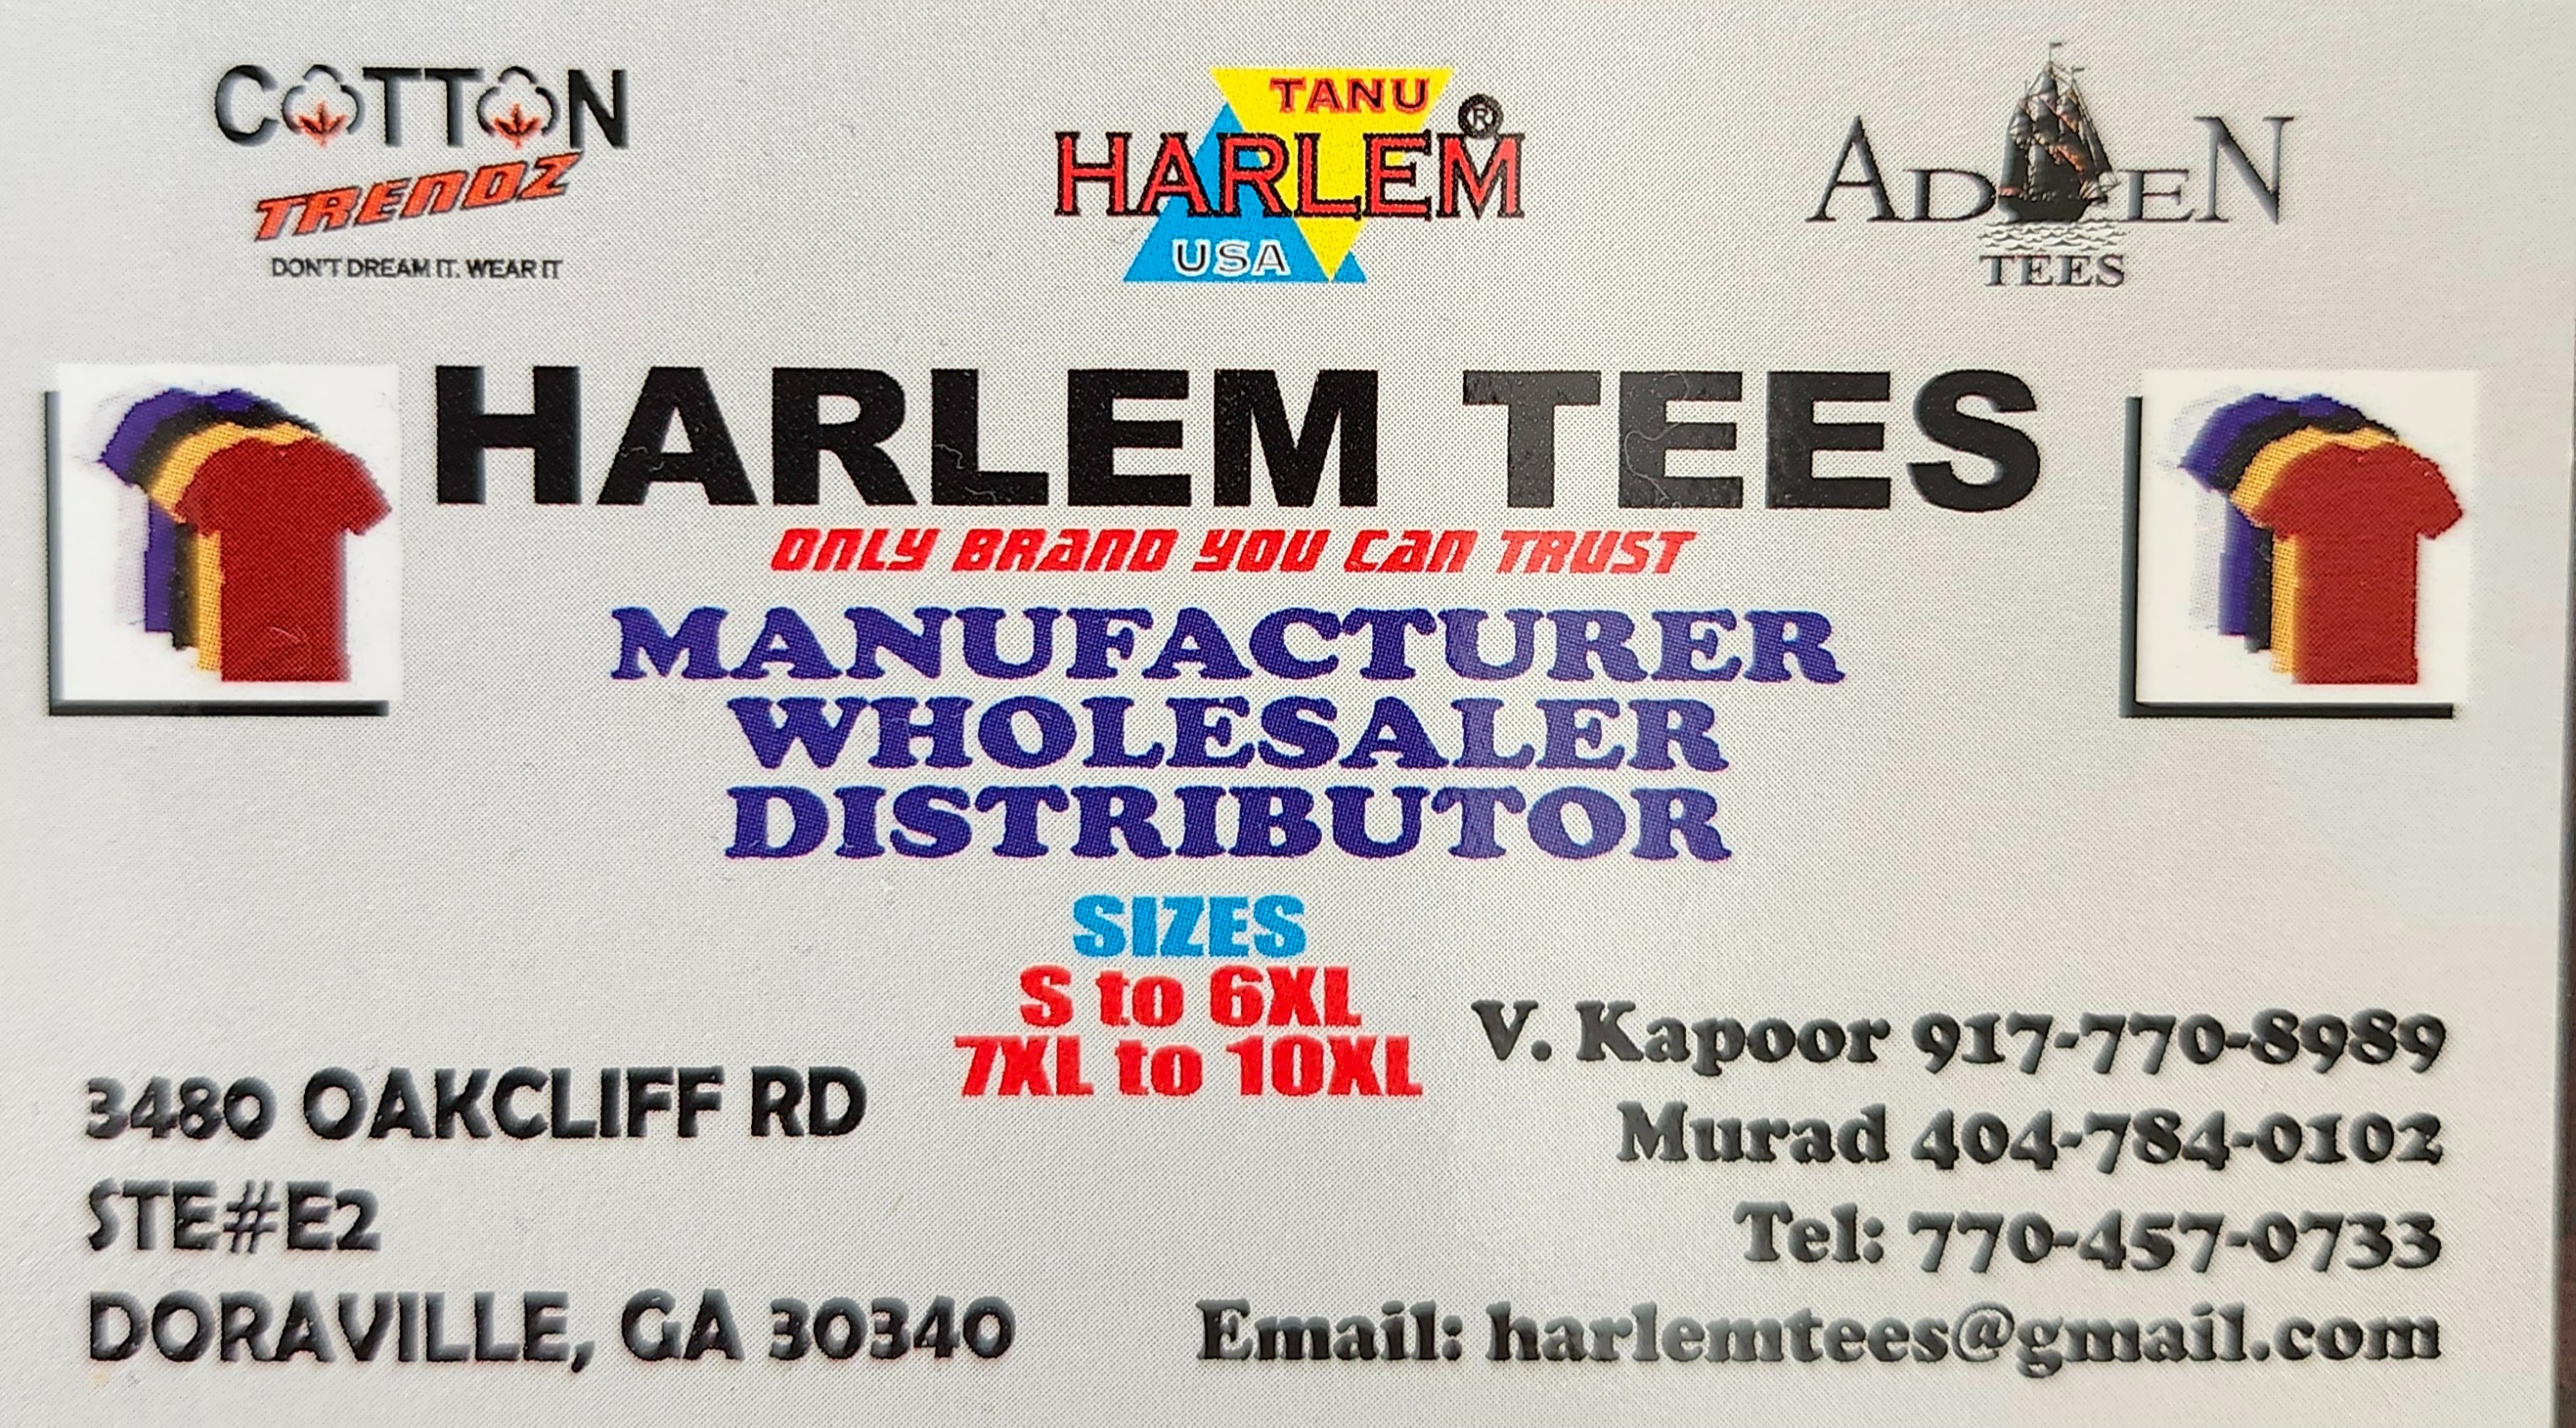 COTTON
TRENDZ
DON'T DREAM IT. WEAR IT
TANU
HARLEM®
USA
ADEN
TEES
HARLEM TEES
ONLY BRAND YOU CAN TRUST
MANUFACTURER
WHOLESALER
DISTRIBUTOR
SIZES
S to 6XL
7XL to 10XL
3480 OAKCLIFF RD
STE#E2
DORAVILLE, GA 30340
V. Kapoor 917-770-8989
Murad 404-784-0102
Tel: 770-457-0733
Email: harlemtees@gmail.com